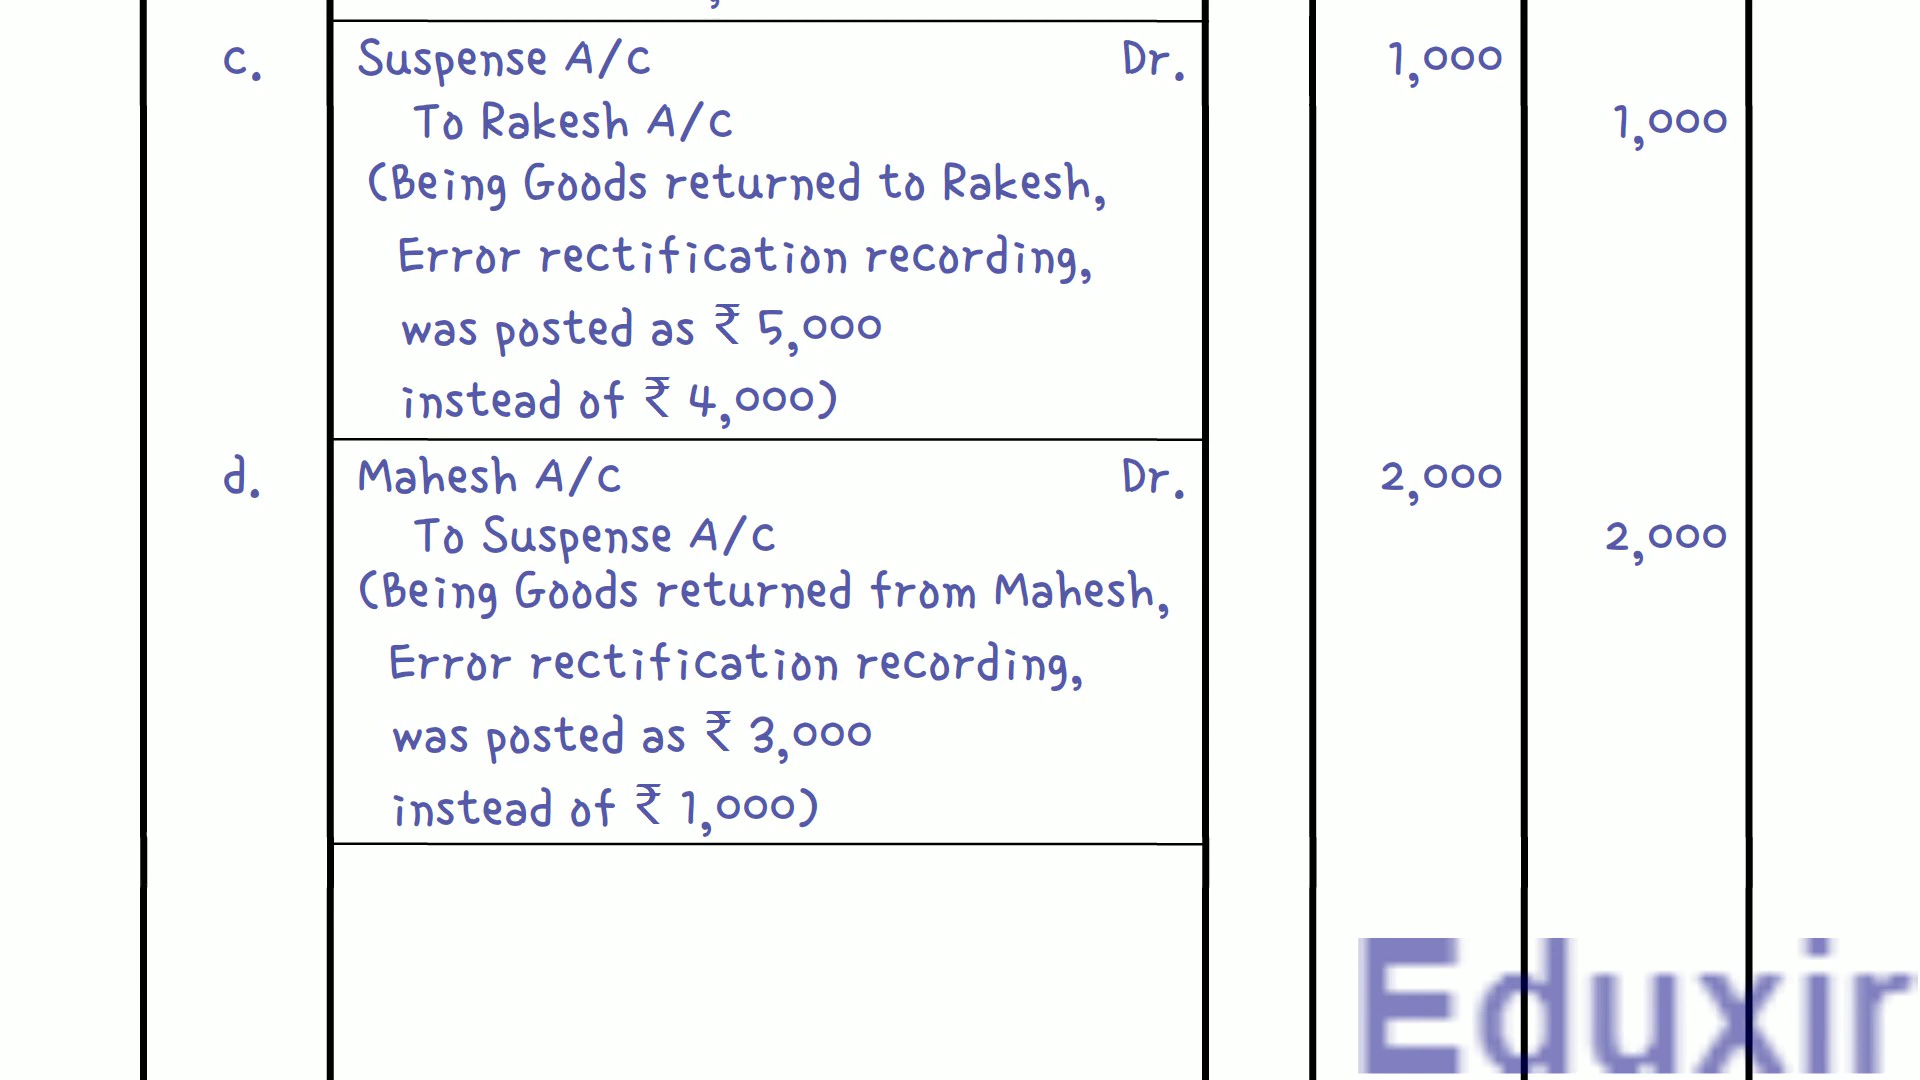 c. Suspense A/c Dr. 1,000
To Rakesh A/c 1,000
(Being Goods returned to Rakesh,
Error rectification recording,
was posted as ₹ 5,000
instead of ₹ 4,000)
d. Mahesh A/c Dr. 2,000
To Suspense A/c 2,000
(Being Goods returned from Mahesh,
Error rectification recording,
was posted as ₹ 3,000
instead of ₹ 1,000)
Eduxir